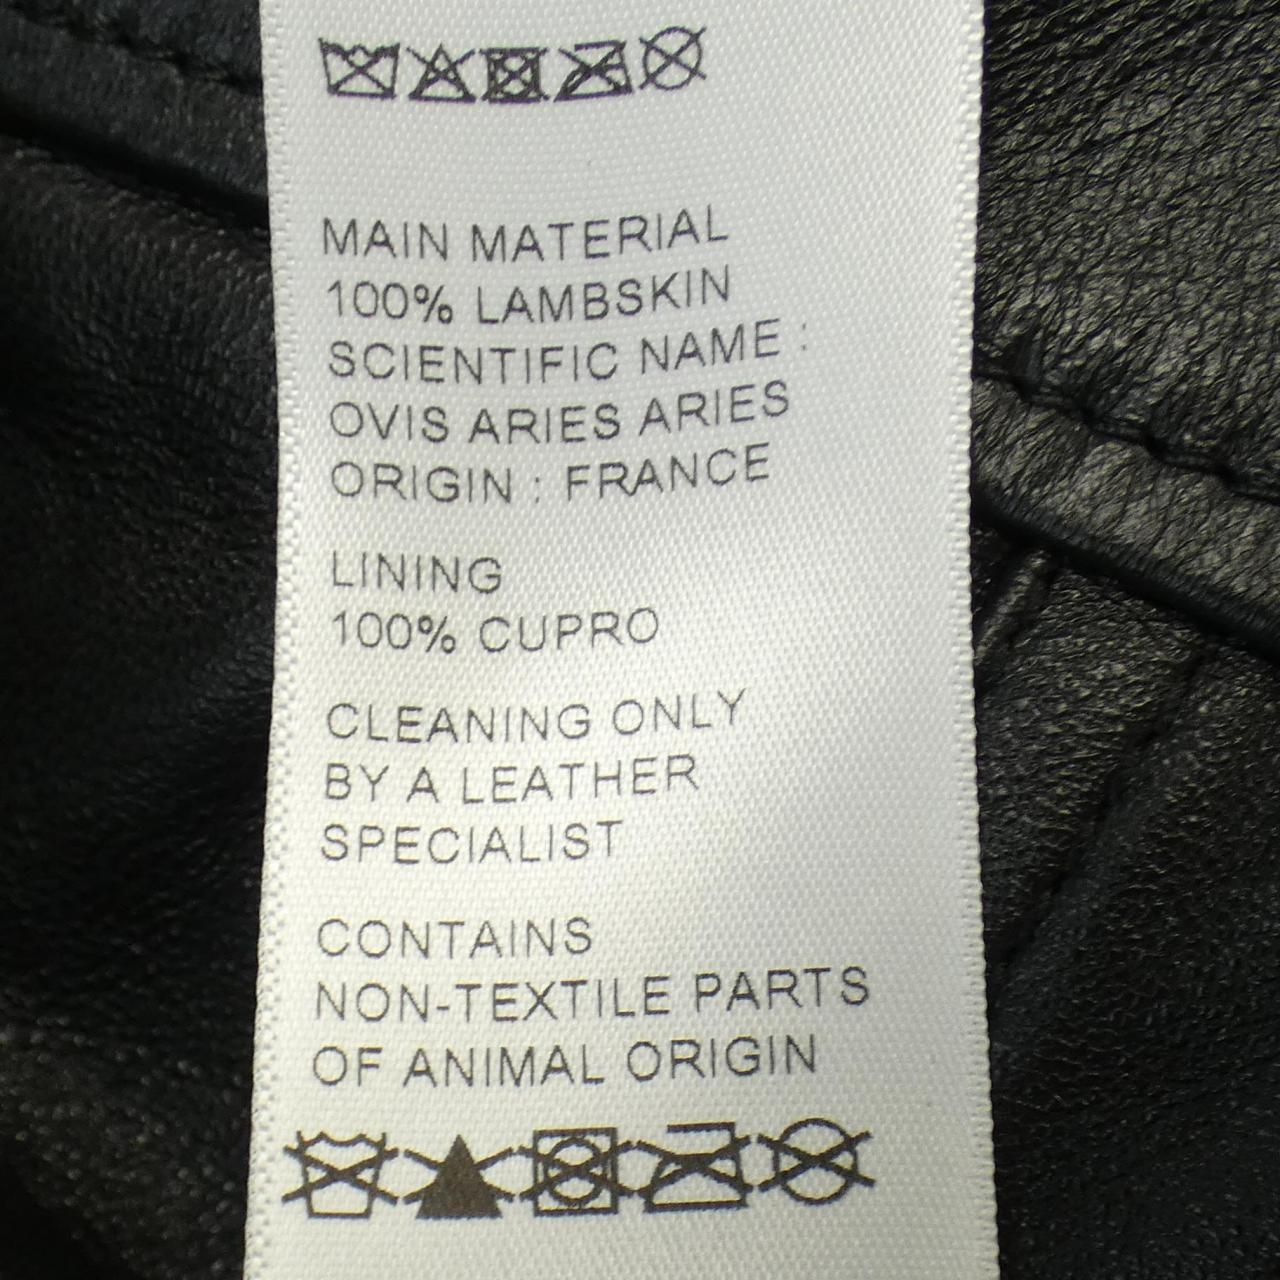 MAIN MATERIAL
100% LAMBSKIN
SCIENTIFIC NAME :
OVIS ARIES ARIES
ORIGIN : FRANCE
LINING
100% CUPRO
CLEANING ONLY
BY A LEATHER
SPECIALIST
CONTAINS
NON-TEXTILE PARTS
OF ANIMAL ORIGIN